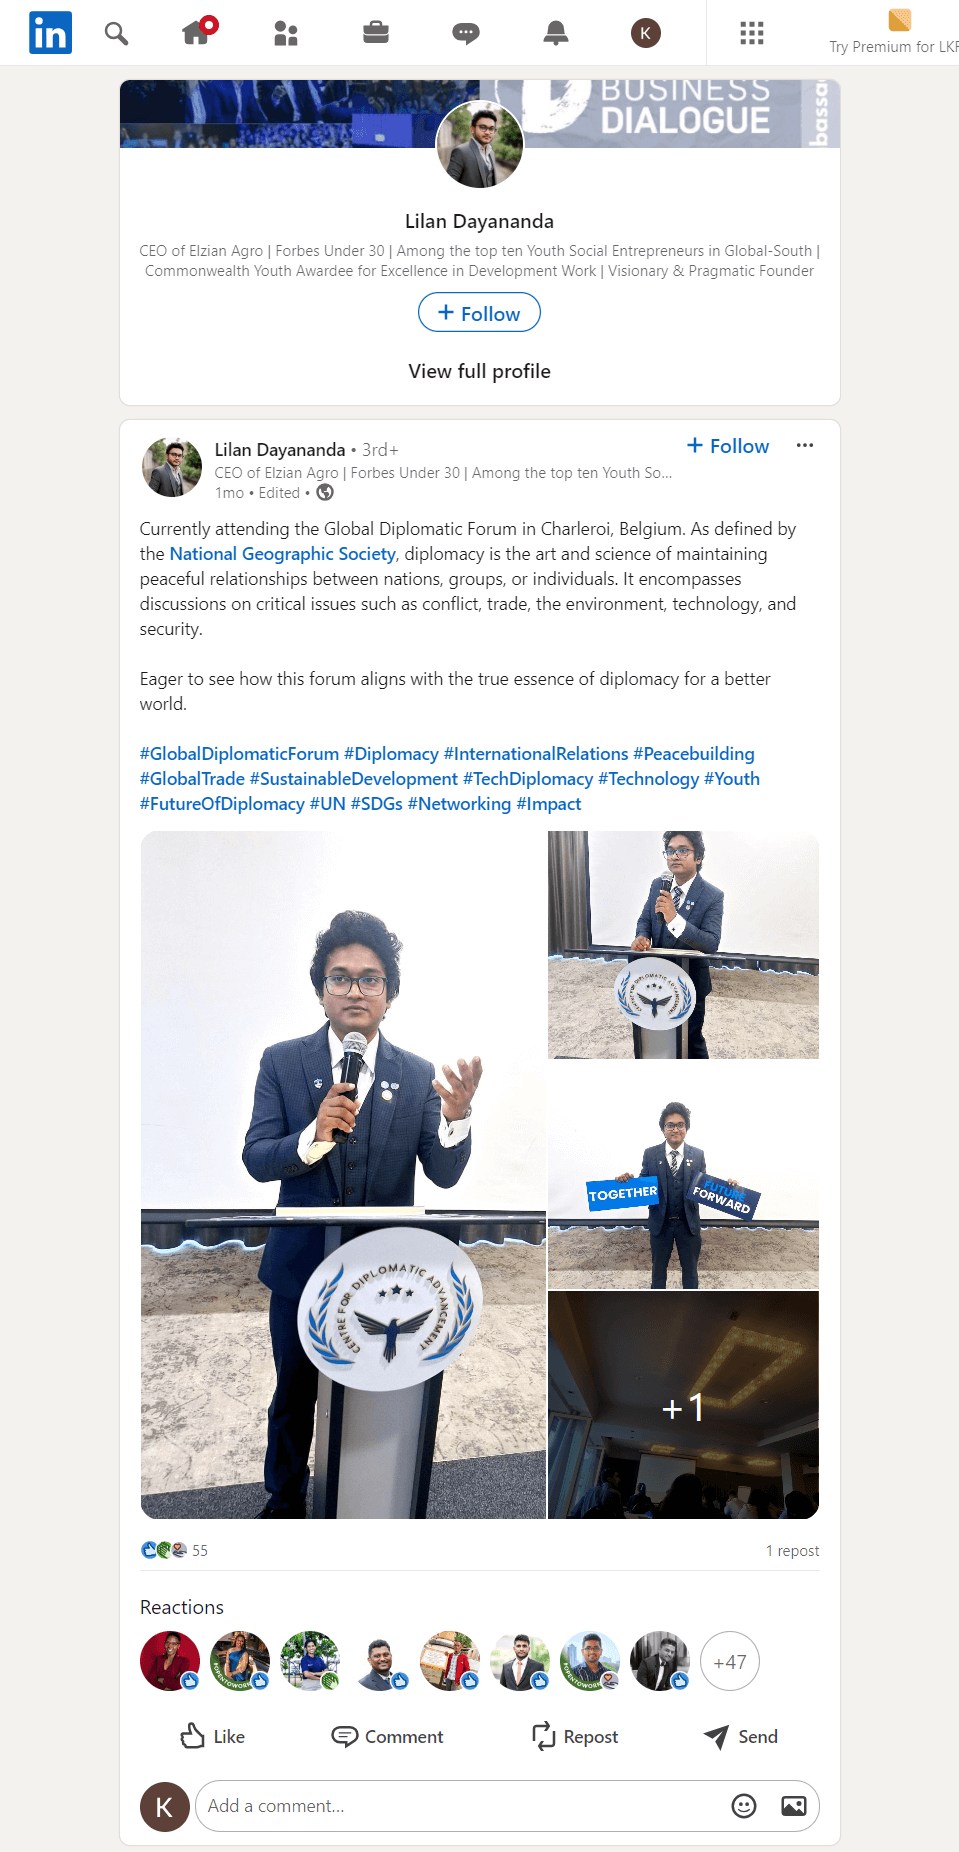 in
K
Try Premium for LKR
BUSINESS
DIALOGUE
bassa
Lilan Dayananda
CEO of Elzian Agro | Forbes Under 30 | Among the top ten Youth Social Entrepreneurs in Global-South |
Commonwealth Youth Awardee for Excellence in Development Work | Visionary & Pragmatic Founder
+ Follow
View full profile
Lilan Dayananda • 3rd+
+ Follow
CEO of Elzian Agro | Forbes Under 30 | Among the top ten Youth So...
1mo • Edited •
Currently attending the Global Diplomatic Forum in Charleroi, Belgium. As defined by
the National Geographic Society, diplomacy is the art and science of maintaining
peaceful relationships between nations, groups, or individuals. It encompasses
discussions on critical issues such as conflict, trade, the environment, technology, and
security.
Eager to see how this forum aligns with the true essence of diplomacy for a better
world.
#GlobalDiplomaticForum #Diplomacy #InternationalRelations #Peacebuilding
#GlobalTrade #SustainableDevelopment #TechDiplomacy #Technology #Youth
#FutureOfDiplomacy #UN #SDGs #Networking #Impact
CENTRE FOR DIPLOMATIC ADVANCEMENT
CENTRE FOR DIPLOMATIC ADVANCEMENT
TOGETHER
FUTURE
FORWARD
+1
55
1 repost
Reactions
#OPENTOWORK
#OPENTOWORK
+47
Like
Comment
Repost
Send
K
Add a comment...